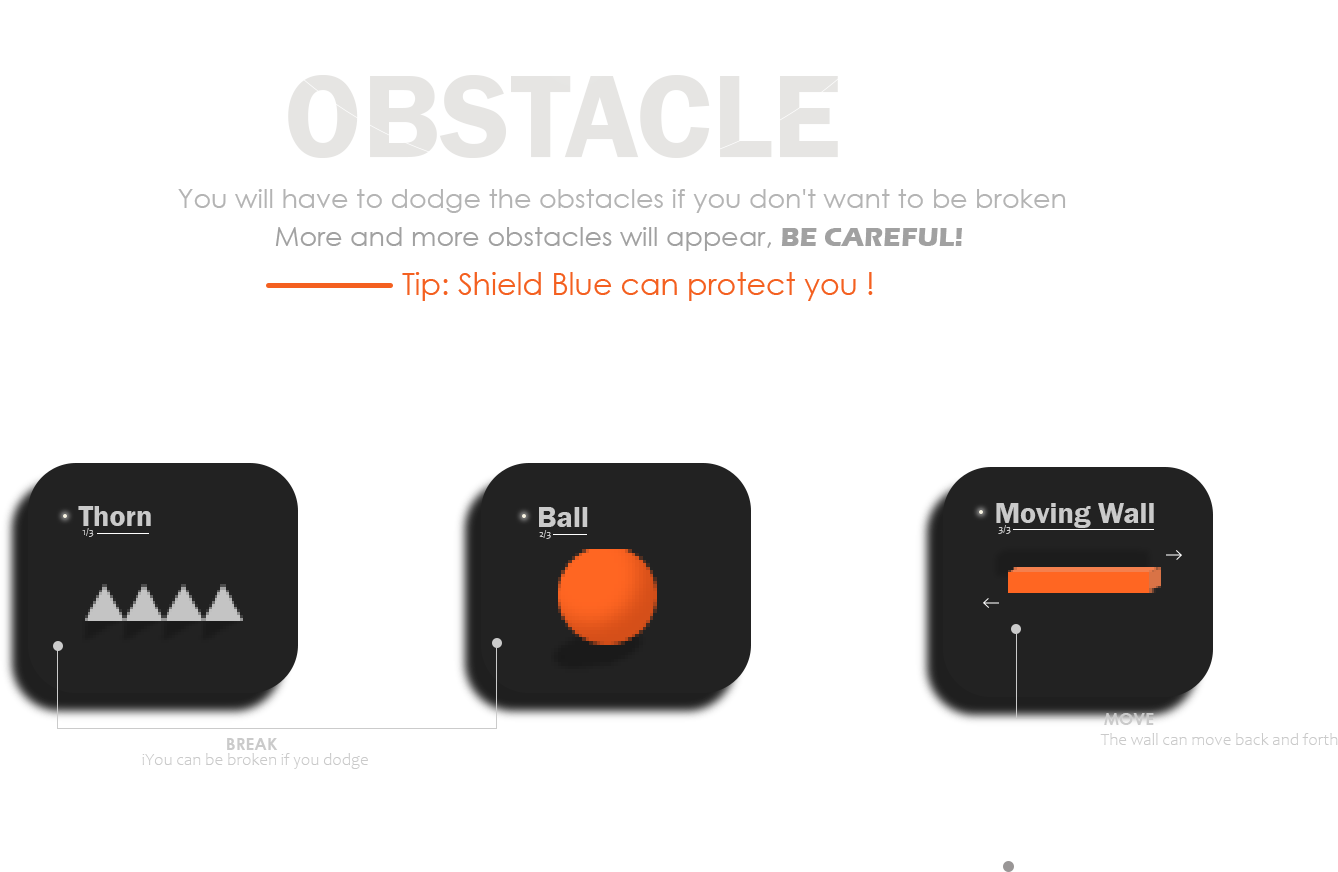 OBSTACLE
You will have to dodge the obstacles if you don't want to be broken
More and more obstacles will appear, BE CAREFUL!
Tip: Shield Blue can protect you !
Thorn
1/3
Ball
2/3
Moving Wall
3/3
BREAK
iYou can be broken if you dodge
MOVE
The wall can move back and forth